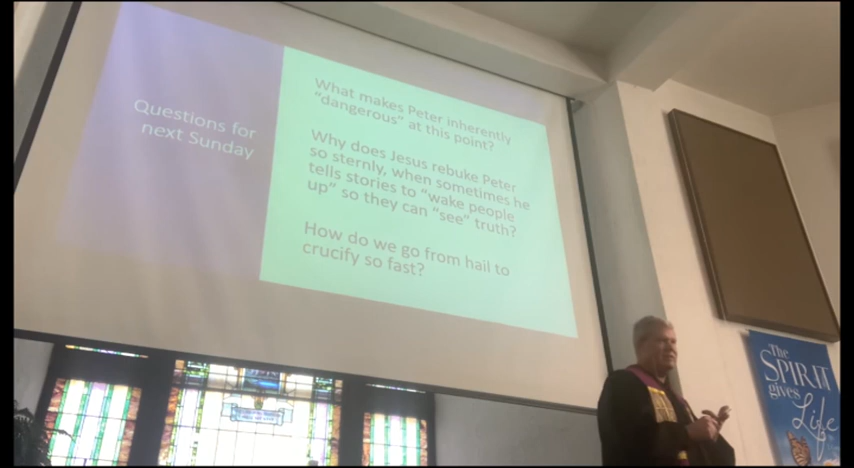 Questions for
next Sunday
What makes Peter inherently
"dangerous" at this point?
Why does Jesus rebuke Peter
so sternly, when sometimes he
tells stories to "wake people
up" so they can "see" truth?
How do we go from hail to
crucify so fast?
The
SPIRIT
gives
Life